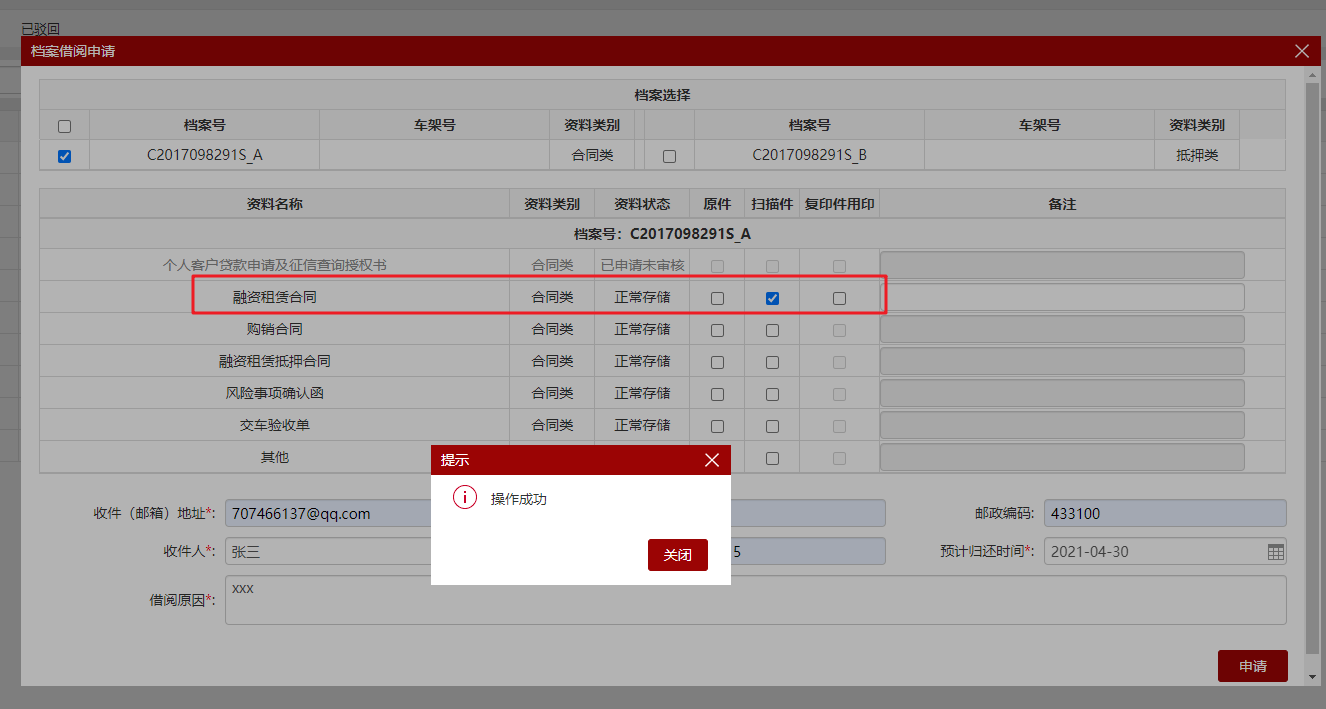 已驳回
档案借阅申请
档案选择
档案号 车架号 资料类别 档案号 车架号 资料类别
C2017098291S_A 合同类 C2017098291S_B 抵押类
资料名称 资料类别 资料状态 原件 扫描件 复印件用印 备注
档案号：C2017098291S_A
个人客户贷款申请及征信查询授权书 合同类 已申请未审核
融资租赁合同 合同类 正常存储
购销合同 合同类 正常存储
融资租赁抵押合同 合同类 正常存储
风险事项确认函 合同类 正常存储
交车验收单 合同类 正常存储
其他
提示
操作成功
关闭
收件（邮箱）地址*: 707466137@qq.com 邮政编码: 433100
收件人*: 张三 5 预计归还时间*: 2021-04-30
借阅原因*: xxx
申请